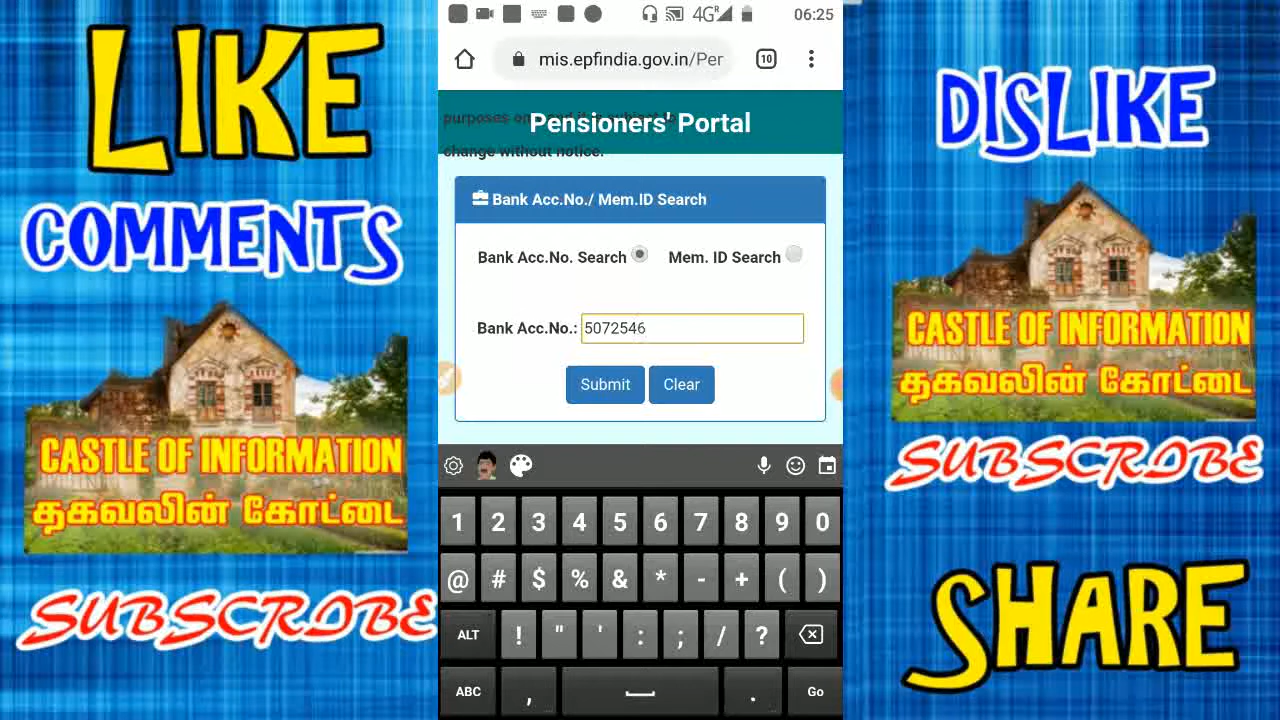 LIKE
COMMENTS
CASTLE OF INFORMATION
தகவலின் கோட்டை
SUBSCRIBE
4G
R
06:25
mis.epfindia.gov.in/Per
10
Pensioners' Portal
change without notice.
Bank Acc.No./ Mem.ID Search
Bank Acc.No. Search
Mem. ID Search
Bank Acc.No.: 5072546
Submit
Clear
1 2 3 4 5 6 7 8 9 0
@ # $ % & * - + ( )
ALT ! " ' : ; / ?
ABC , . Go
DISLIKE
CASTLE OF INFORMATION
தகவலின் கோட்டை
SUBSCRIBE
SHARE